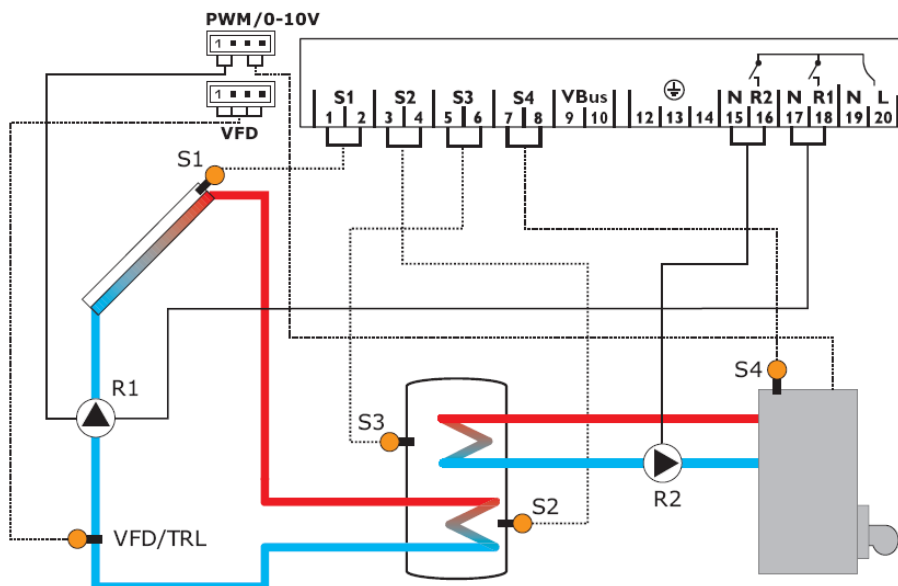 PWM/0-10V
1
1
VFD
S1 S2 S3 S4 VBus N R2 N R1 N L
1 2 3 4 5 6 7 8 9 10 12 13 14 15 16 17 18 19 20
S1
R1
S4
S3
S2
R2
VFD/TRL